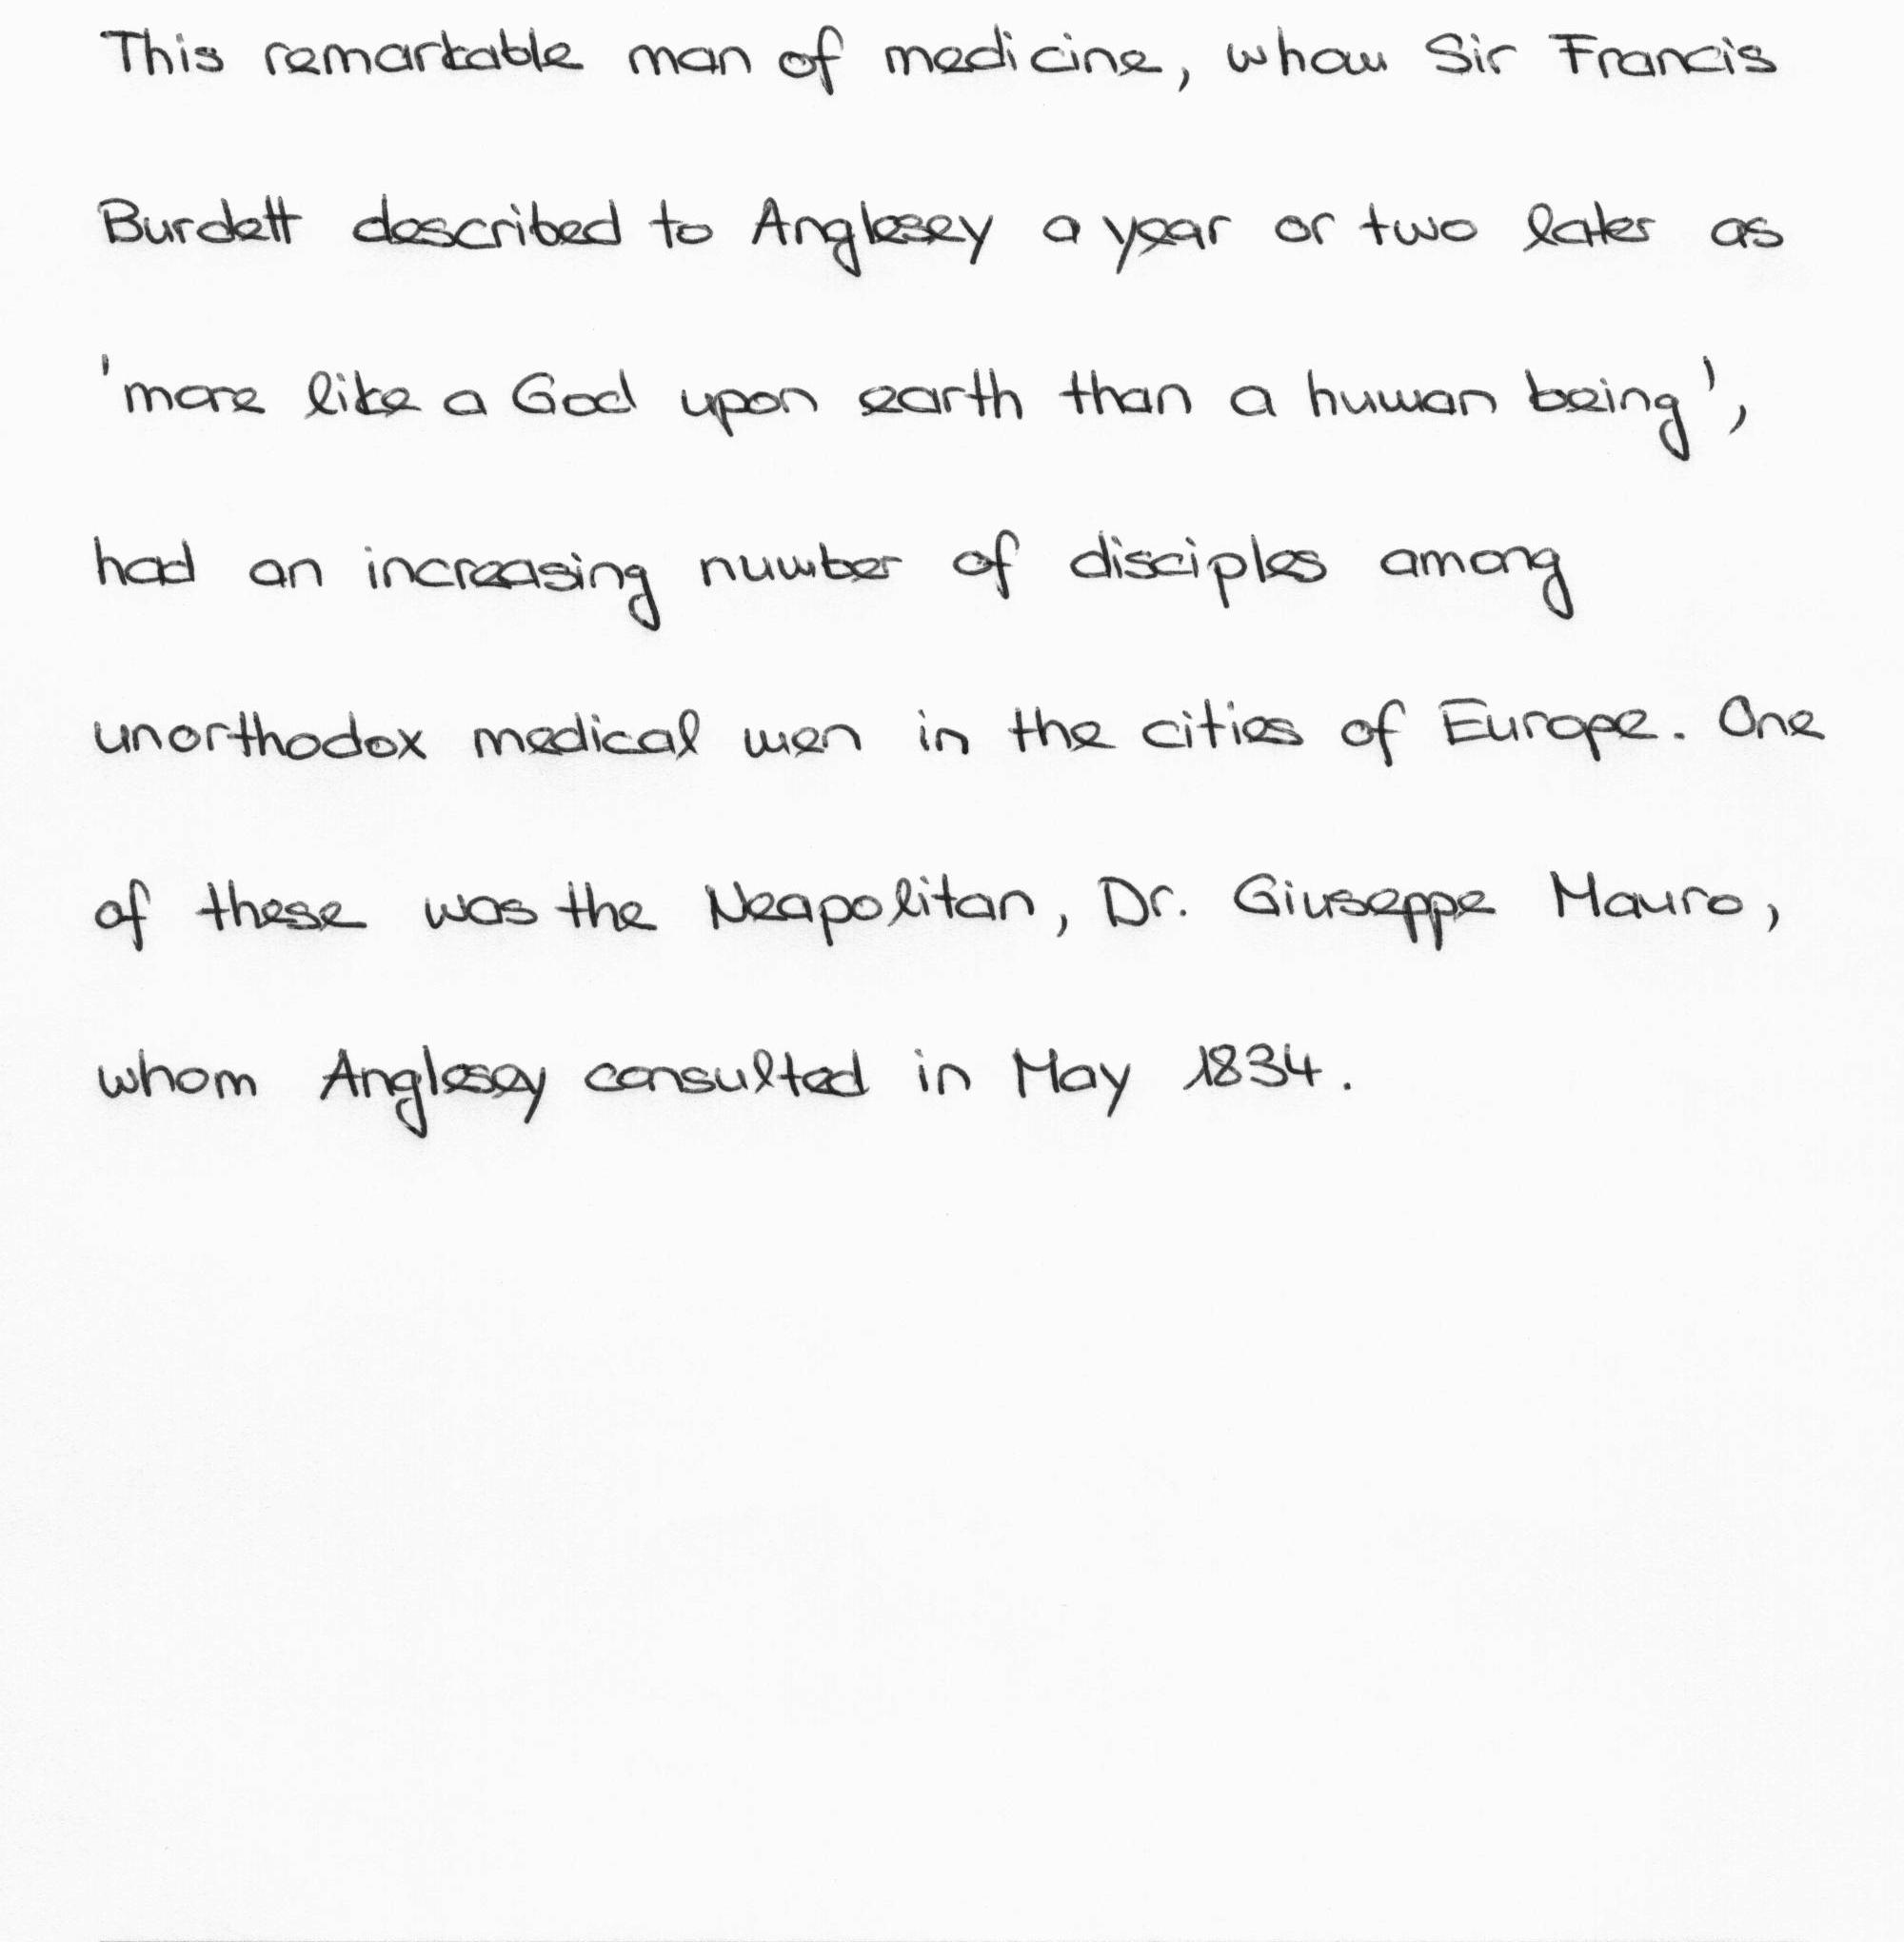 This remarkable man of medicine, whom Sir Francis
Burdett described to Anglesey a year or two later as
'more like a God upon earth than a human being',
had an increasing number of disciples among
unorthodox medical men in the cities of Europe. One
of these was the Neapolitan, Dr. Giuseppe Mauro,
whom Anglesey consulted in May 1834.